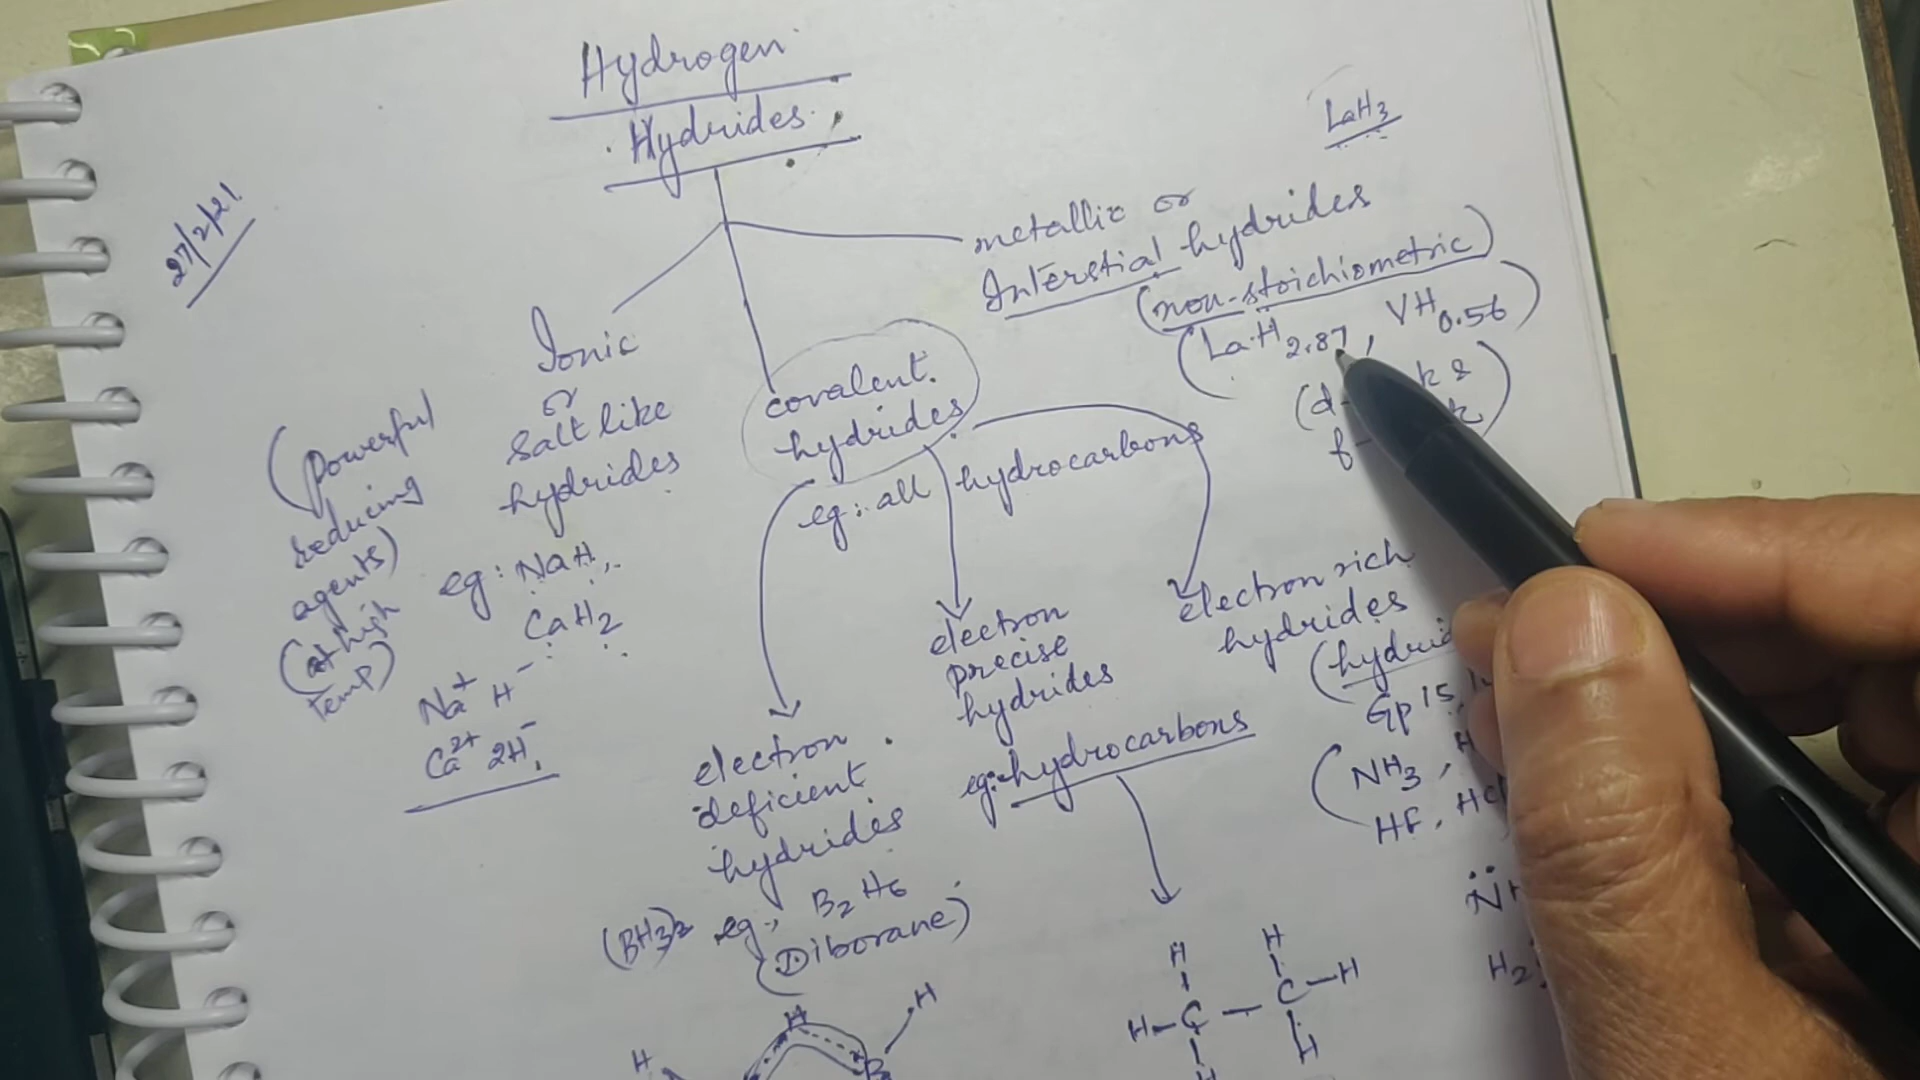 Hydrogen
Hydrides
LaH3
27/2/21
metallic or
Interstial hydrides
(non-stoichiometric)
(LaH2.87, VH0.56)
(d-
f-
Ionic
or
Salt like
hydrides
(Powerful
reducing
agents)
(at high
temp)
eg: NaH,
CaH2
Na+ H-
Ca2+ 2H-
covalent
hydrides
eg: all hydrocarbons
electron
deficient
hydrides
(BH3)2 eg: B2H6
(Diborane)
H
H
H
B
electron
precise
hydrides
eg: hydrocarbons
H H
H-C-C-H
H H
electron rich
hydrides
(hydrid
Gp 15,
(NH3, H
HF, HCl
N
H2